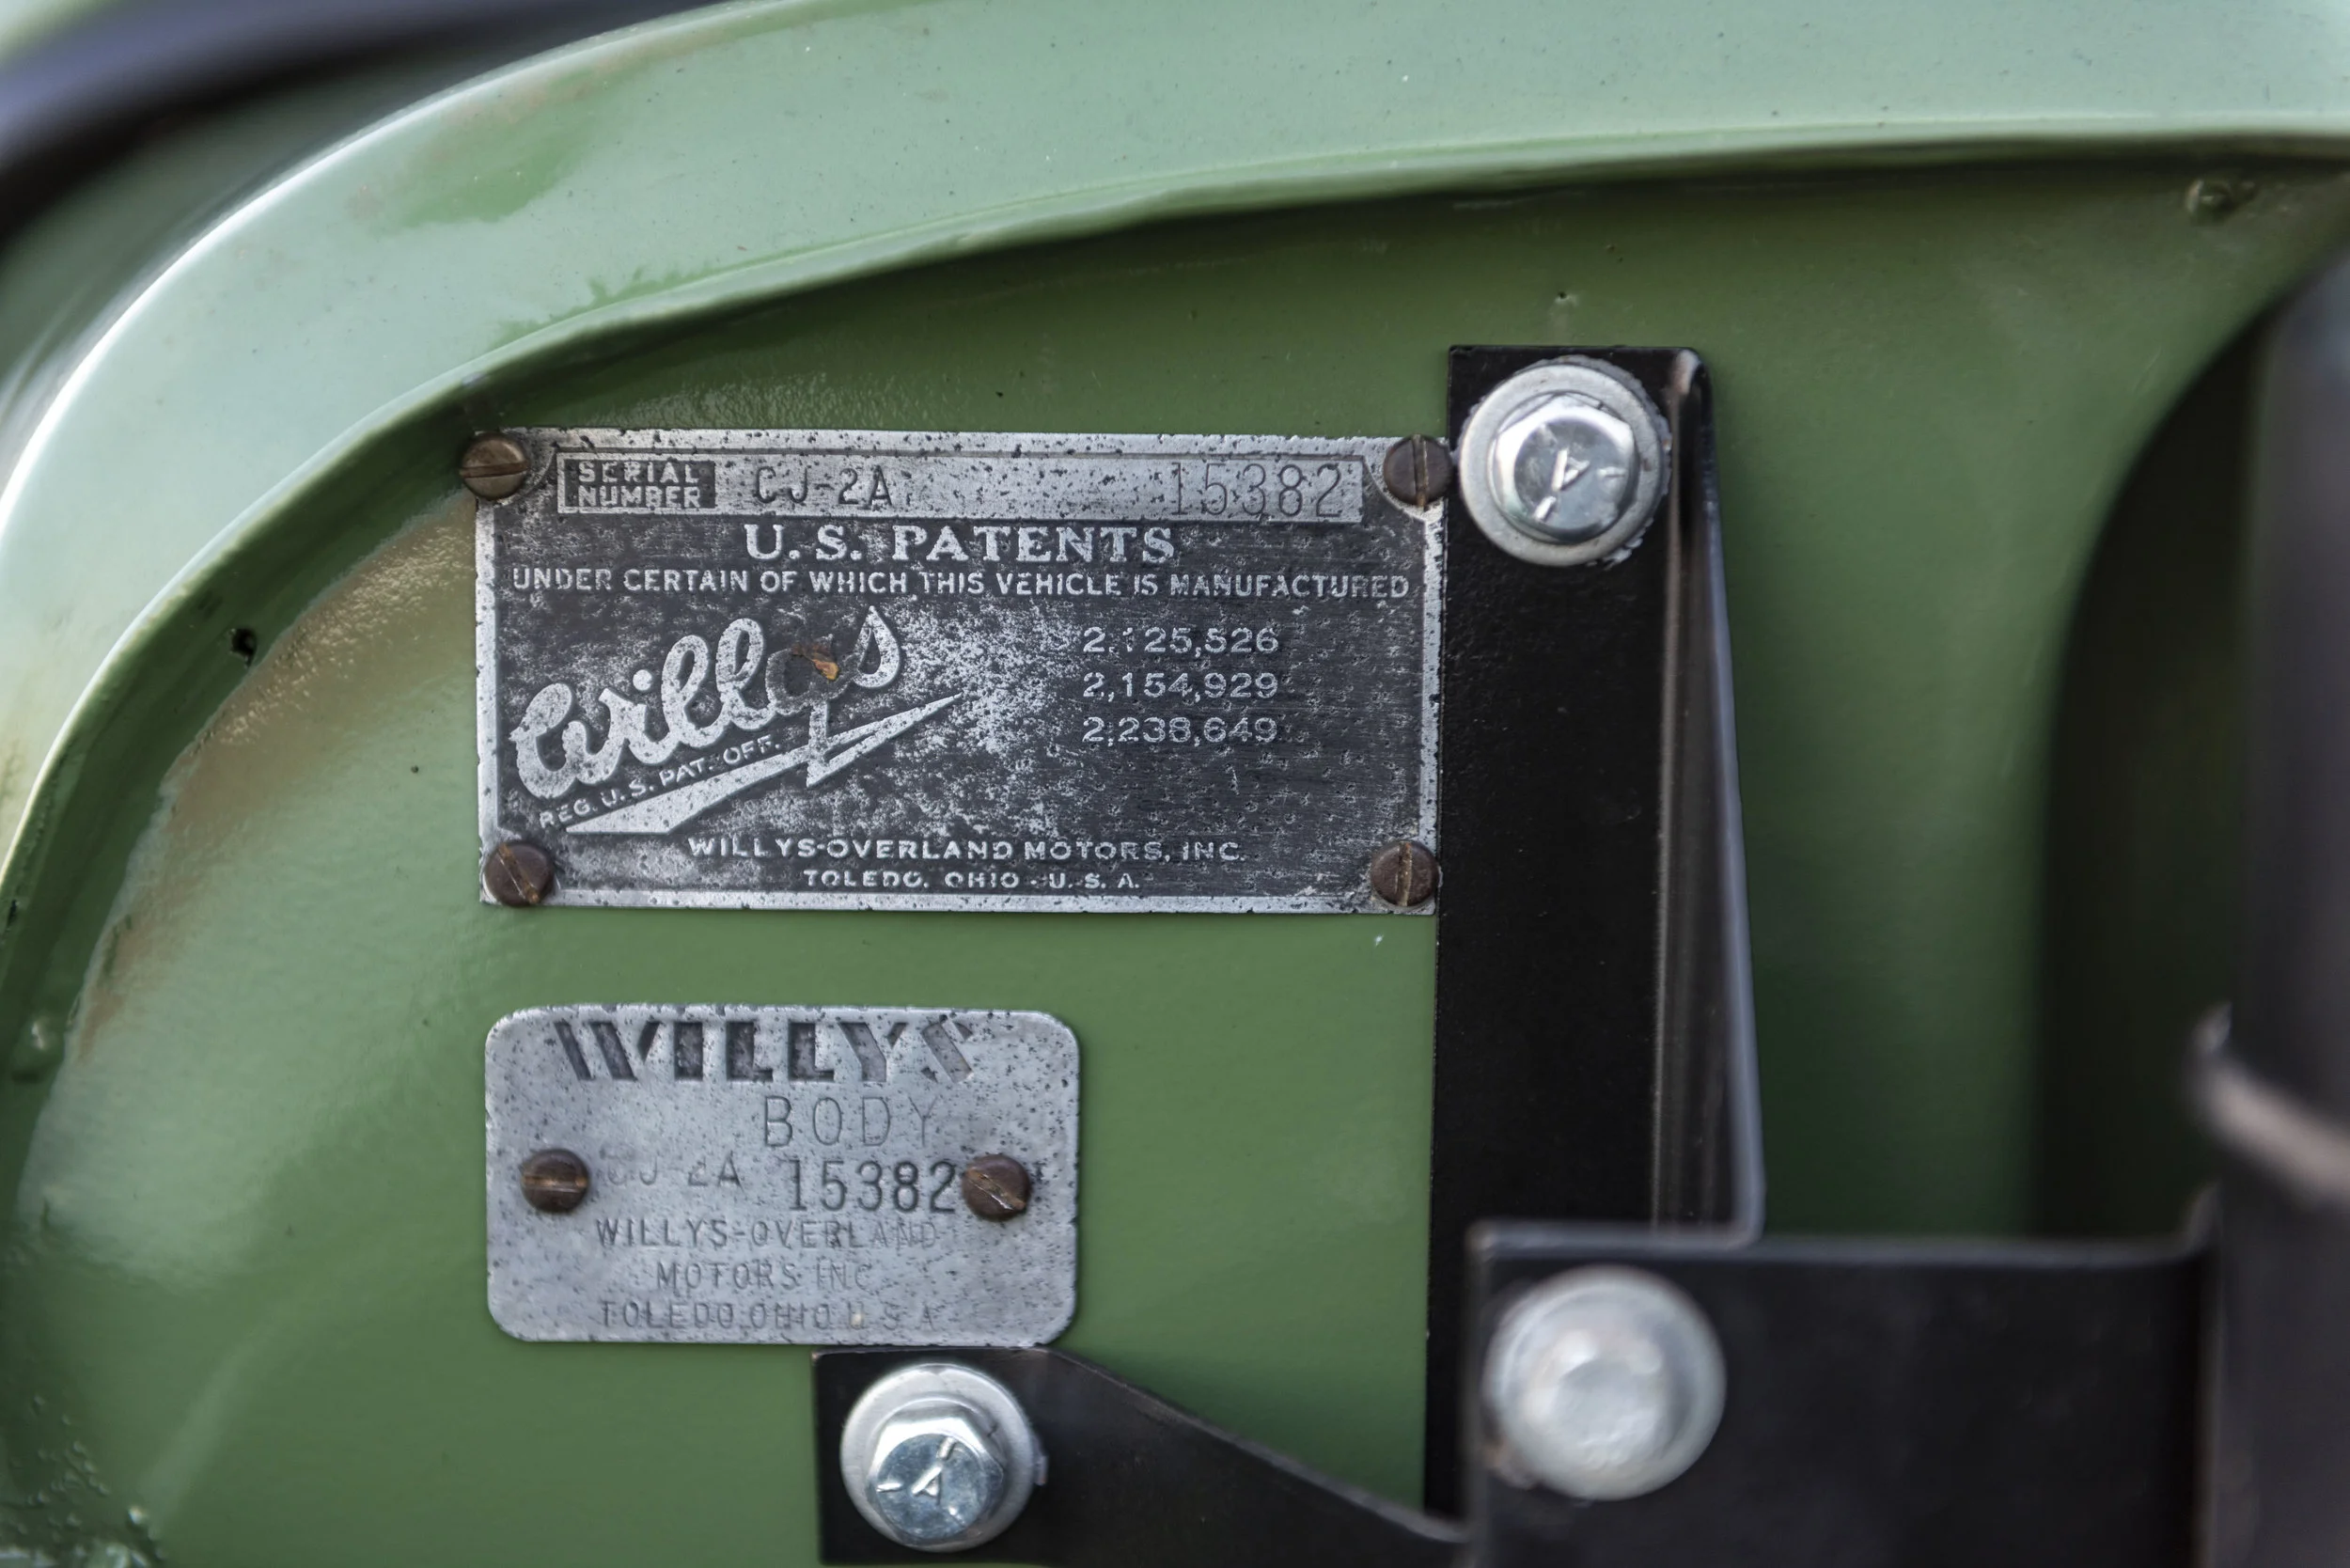 SERIAL NUMBER CJ-2A 15382
U. S. PATENTS
UNDER CERTAIN OF WHICH THIS VEHICLE IS MANUFACTURED
Willys
REG. U. S. PAT. OFF.
2,125,526
2,154,929
2,238,649
WILLYS-OVERLAND MOTORS, INC.
TOLEDO, OHIO - U. S. A.
WILLYS
BODY
CJ-2A 15382
WILLYS-OVERLAND
MOTORS INC
TOLEDO OHIO U S A